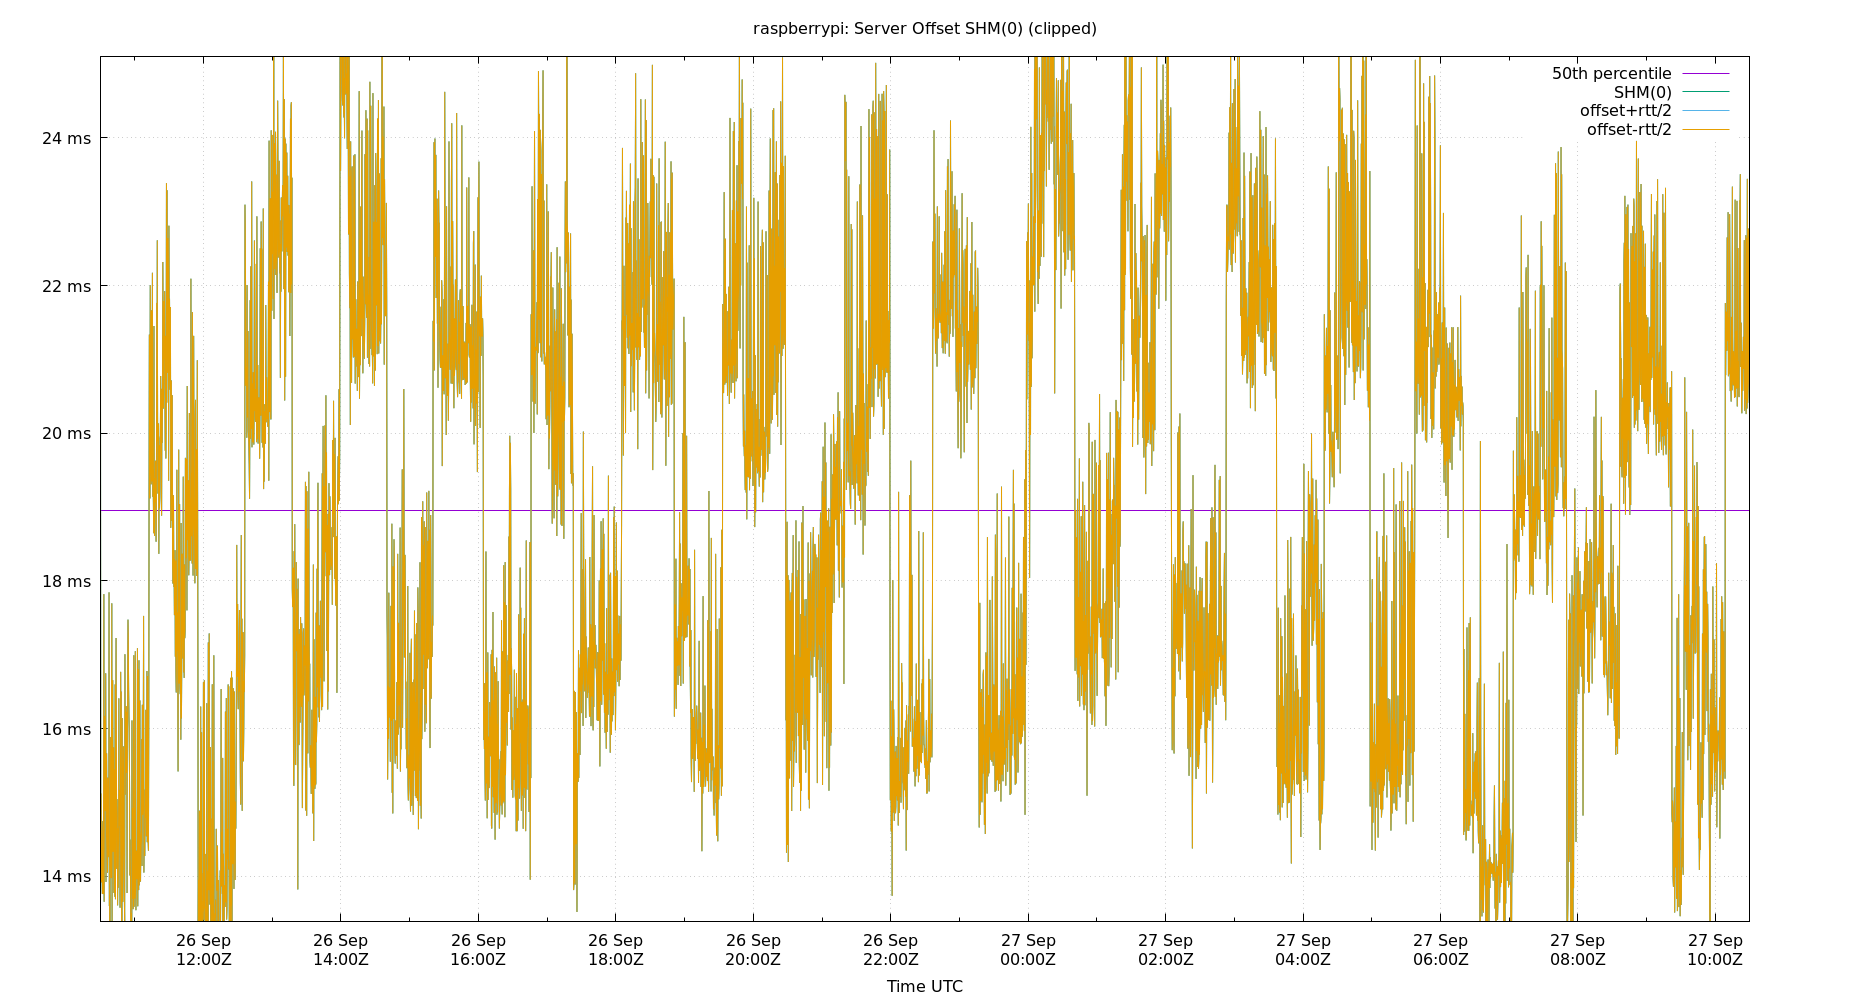 raspberrypi: Server Offset SHM(0) (clipped)
50th percentile
SHM(0)
offset+rtt/2
offset-rtt/2
24 ms
22 ms
20 ms
18 ms
16 ms
14 ms
26 Sep 26 Sep 26 Sep 26 Sep 26 Sep 26 Sep 27 Sep 27 Sep 27 Sep 27 Sep 27 Sep 27 Sep
12:00Z 14:00Z 16:00Z 18:00Z 20:00Z 22:00Z 00:00Z 02:00Z 04:00Z 06:00Z 08:00Z 10:00Z
Time UTC